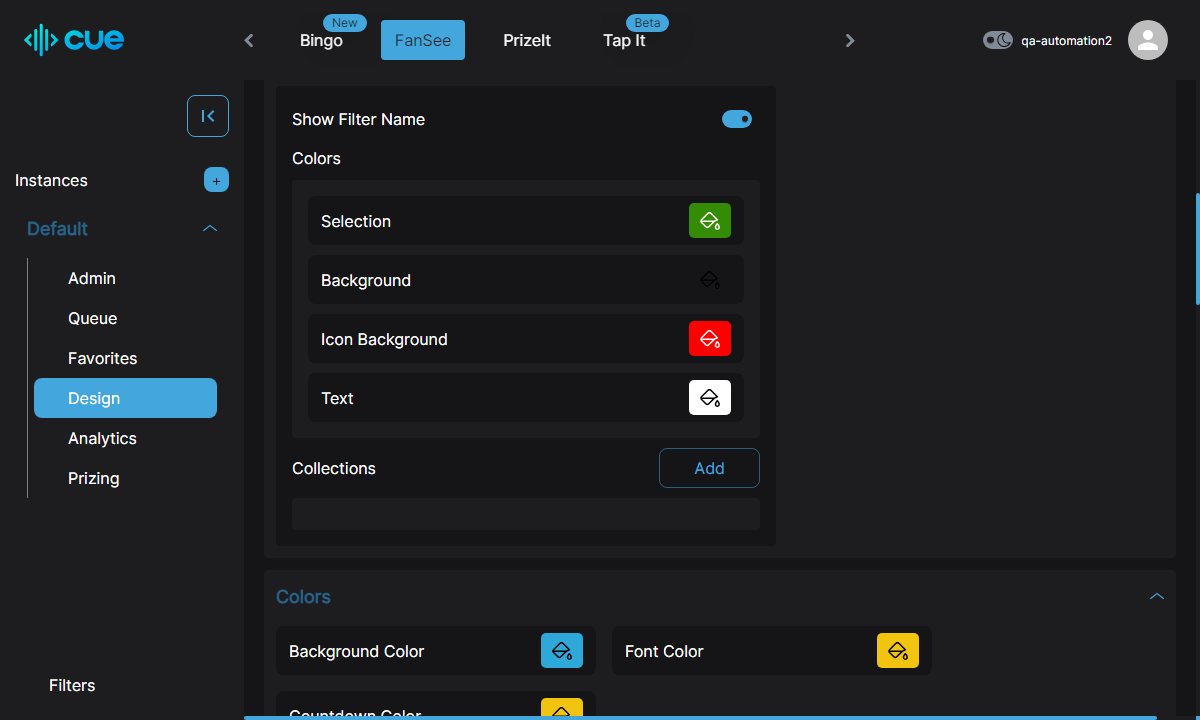 cue
Bingo
New
FanSee
PrizeIt
Tap It
Beta
qa-automation2
Instances
+
Default
Admin
Queue
Favorites
Design
Analytics
Prizing
Filters
Show Filter Name
Colors
Selection
Background
Icon Background
Text
Collections
Add
Colors
Background Color
Font Color
Countdown Color